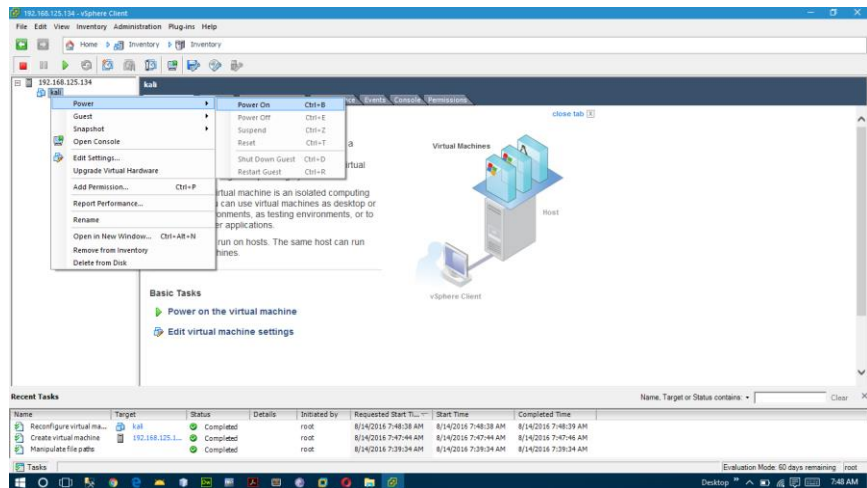 192.168.125.134 - vSphere Client
File Edit View Inventory Administration Plug-ins Help
Home Inventory Inventory
192.168.125.134
kali
kali
Power
Guest
Snapshot
Open Console
Edit Settings...
Upgrade Virtual Hardware
Add Permission... Ctrl+P
Report Performance...
Rename
Open in New Window... Ctrl+Alt+N
Remove from Inventory
Delete from Disk
Power On Ctrl+B
Power Off Ctrl+E
Suspend Ctrl+Z
Reset Ctrl+T
Shut Down Guest Ctrl+D
Restart Guest Ctrl+R
Events Console Permissions
close tab
a
irtual
irtual machine is an isolated computing
can use virtual machines as desktop or
onments, as testing environments, or to
er applications.
run on hosts. The same host can run
hines.
Basic Tasks
Power on the virtual machine
Edit virtual machine settings
Virtual Machines
Host
vSphere Client
Recent Tasks
Name, Target or Status contains: Clear
Name Target Status Details Initiated by Requested Start Ti... Start Time Completed Time
Reconfigure virtual ma... kali Completed root 8/14/2016 7:48:38 AM 8/14/2016 7:48:38 AM 8/14/2016 7:48:39 AM
Create virtual machine 192.168.125.1... Completed root 8/14/2016 7:47:44 AM 8/14/2016 7:47:44 AM 8/14/2016 7:47:46 AM
Manipulate file paths Completed root 8/14/2016 7:39:34 AM 8/14/2016 7:39:34 AM 8/14/2016 7:39:34 AM
Tasks
Evaluation Mode: 60 days remaining root
Desktop 7:48 AM